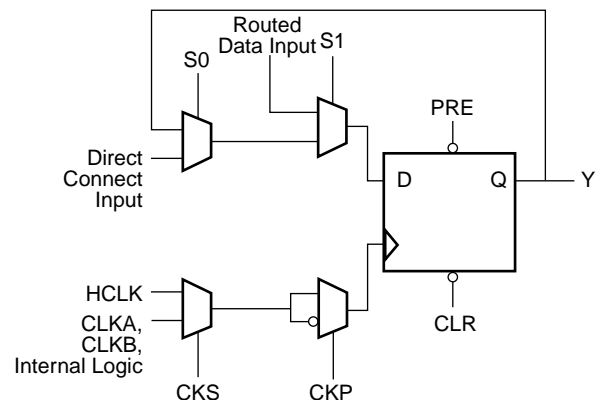 Routed
Data Input
S1
S0
PRE
Direct
Connect
Input
D
Q
Y
HCLK
CLKA,
CLKB,
Internal Logic
CLR
CKS
CKP